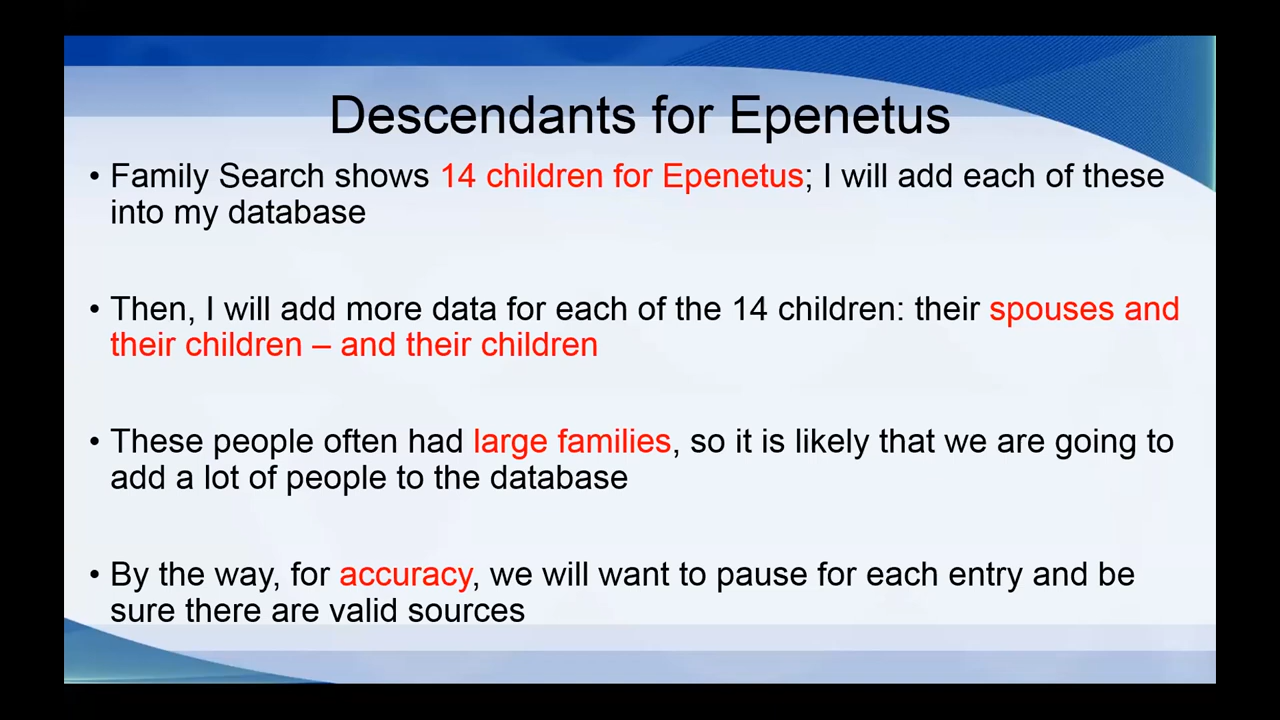 Descendants for Epenetus
• Family Search shows 14 children for Epenetus; I will add each of these
into my database
• Then, I will add more data for each of the 14 children: their spouses and
their children – and their children
• These people often had large families, so it is likely that we are going to
add a lot of people to the database
• By the way, for accuracy, we will want to pause for each entry and be
sure there are valid sources